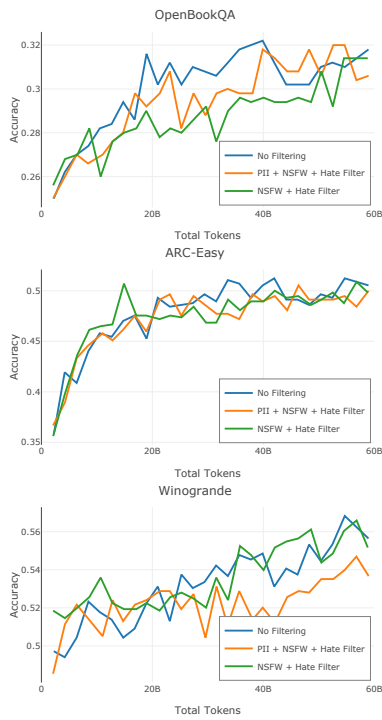 OpenBookQA
0.32
0.3
0.28
0.26
Accuracy
No Filtering
PII + NSFW + Hate Filter
NSFW + Hate Filter
0
20B
40B
60B
Total Tokens
ARC-Easy
0.5
0.45
0.4
0.35
Accuracy
No Filtering
PII + NSFW + Hate Filter
NSFW + Hate Filter
0
20B
40B
60B
Total Tokens
Winogrande
0.56
0.54
0.52
0.5
Accuracy
No Filtering
PII + NSFW + Hate Filter
NSFW + Hate Filter
0
20B
40B
60B
Total Tokens